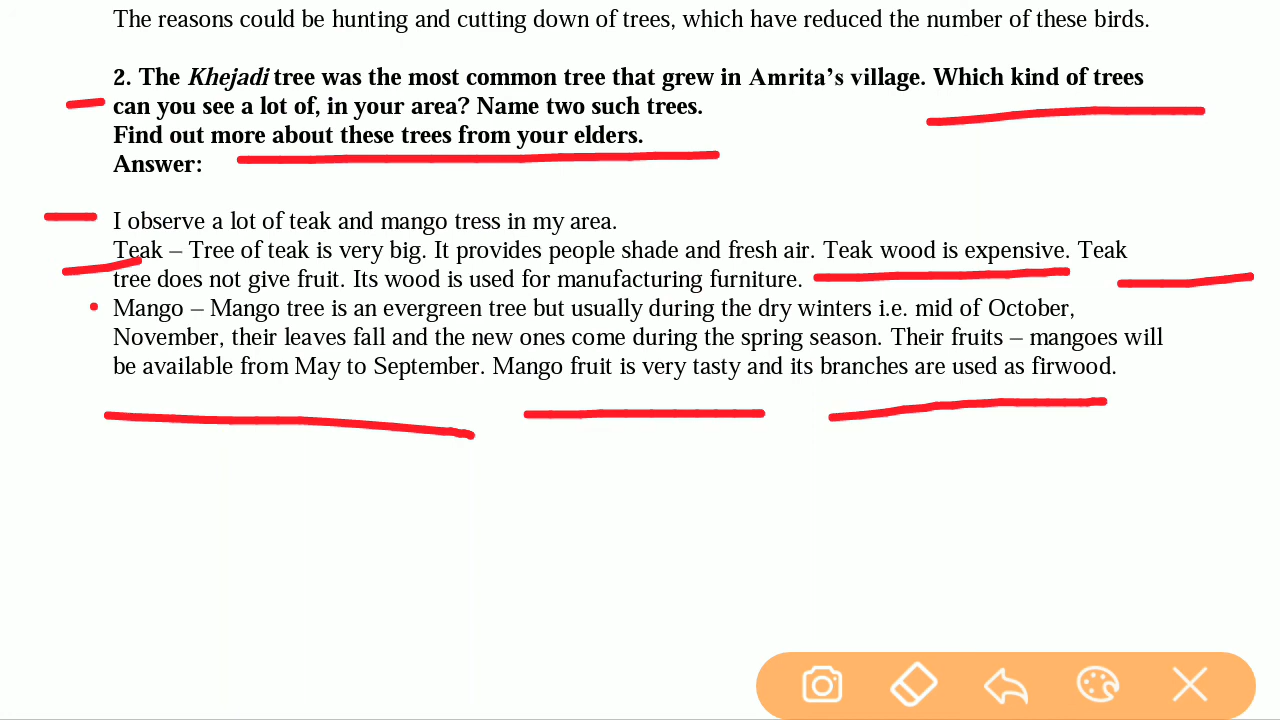 The reasons could be hunting and cutting down of trees, which have reduced the number of these birds.
2. The Khejadi tree was the most common tree that grew in Amrita's village. Which kind of trees
can you see a lot of, in your area? Name two such trees.
Find out more about these trees from your elders.
Answer:
I observe a lot of teak and mango tress in my area.
Teak – Tree of teak is very big. It provides people shade and fresh air. Teak wood is expensive. Teak
tree does not give fruit. Its wood is used for manufacturing furniture.
Mango – Mango tree is an evergreen tree but usually during the dry winters i.e. mid of October,
November, their leaves fall and the new ones come during the spring season. Their fruits – mangoes will
be available from May to September. Mango fruit is very tasty and its branches are used as firwood.